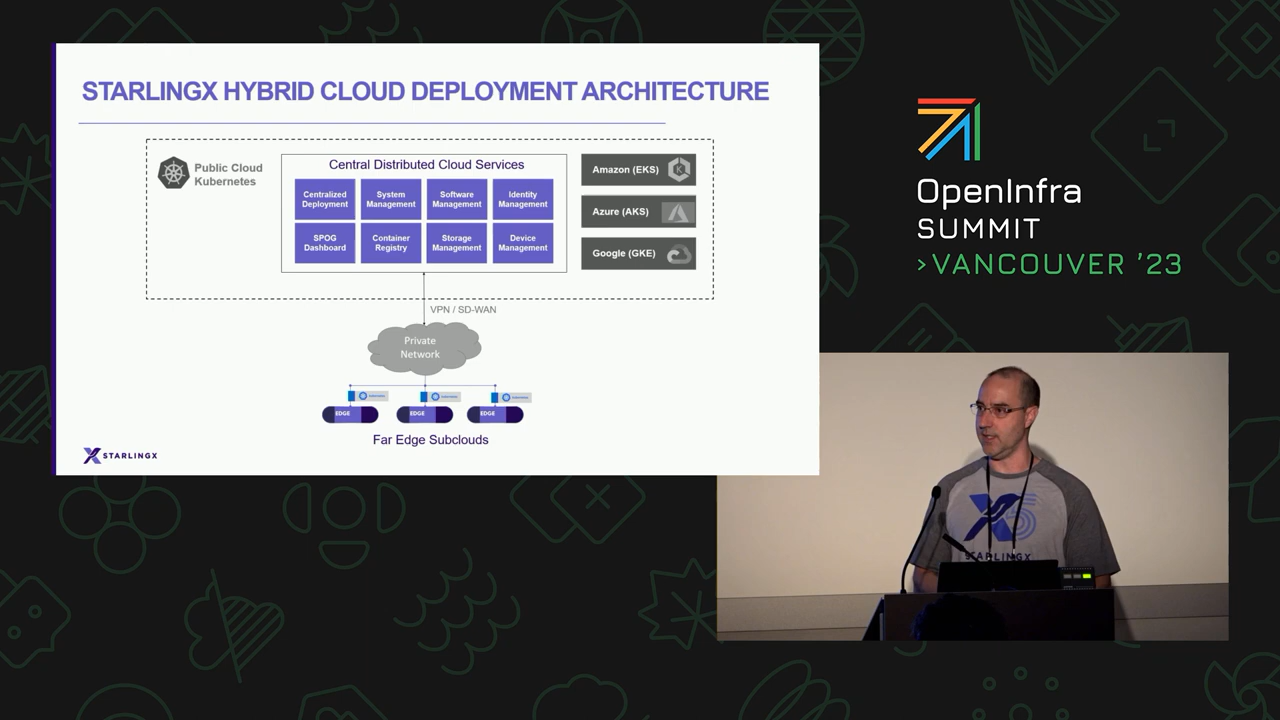 STARLINGX HYBRID CLOUD DEPLOYMENT ARCHITECTURE
Public Cloud
Kubernetes
Central Distributed Cloud Services
Centralized
Deployment
System
Management
Software
Management
Identity
Management
SPOG
Dashboard
Container
Registry
Storage
Management
Device
Management
Amazon (EKS)
Azure (AKS)
Google (GKE)
VPN / SD-WAN
Private
Network
EDGE
EDGE
EDGE
Far Edge Subclouds
STARLINGX
OpenInfra
SUMMIT
>VANCOUVER '23
STARLINGX